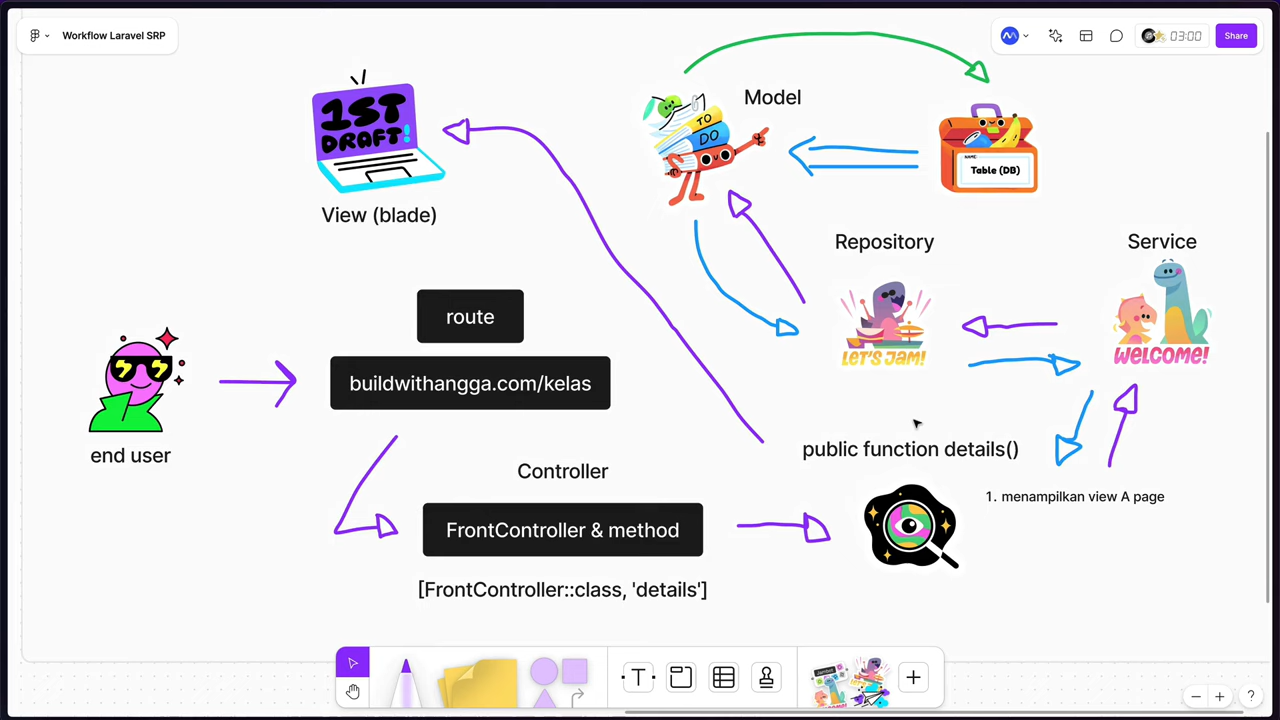 Workflow Laravel SRP
03:00
Share
1ST
DRAFT!
View (blade)
TO
DO
Model
NAME:
Table (DB)
Repository
LET'S JAM!
Service
WELCOME!
route
buildwithangga.com/kelas
end user
Controller
FrontController & method
[FrontController::class, 'details']
public function details()
1. menampilkan view A page
T
?